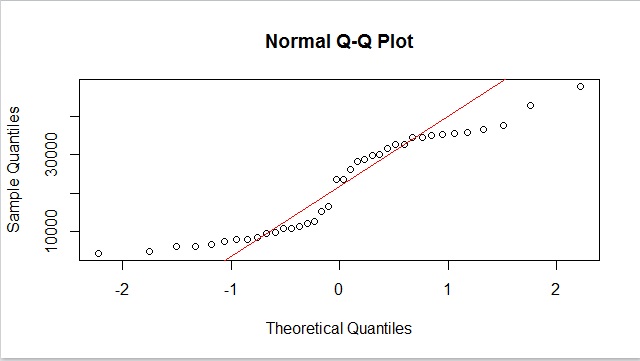 Normal Q-Q Plot
Sample Quantiles
30000
10000
-2 -1 0 1 2
Theoretical Quantiles